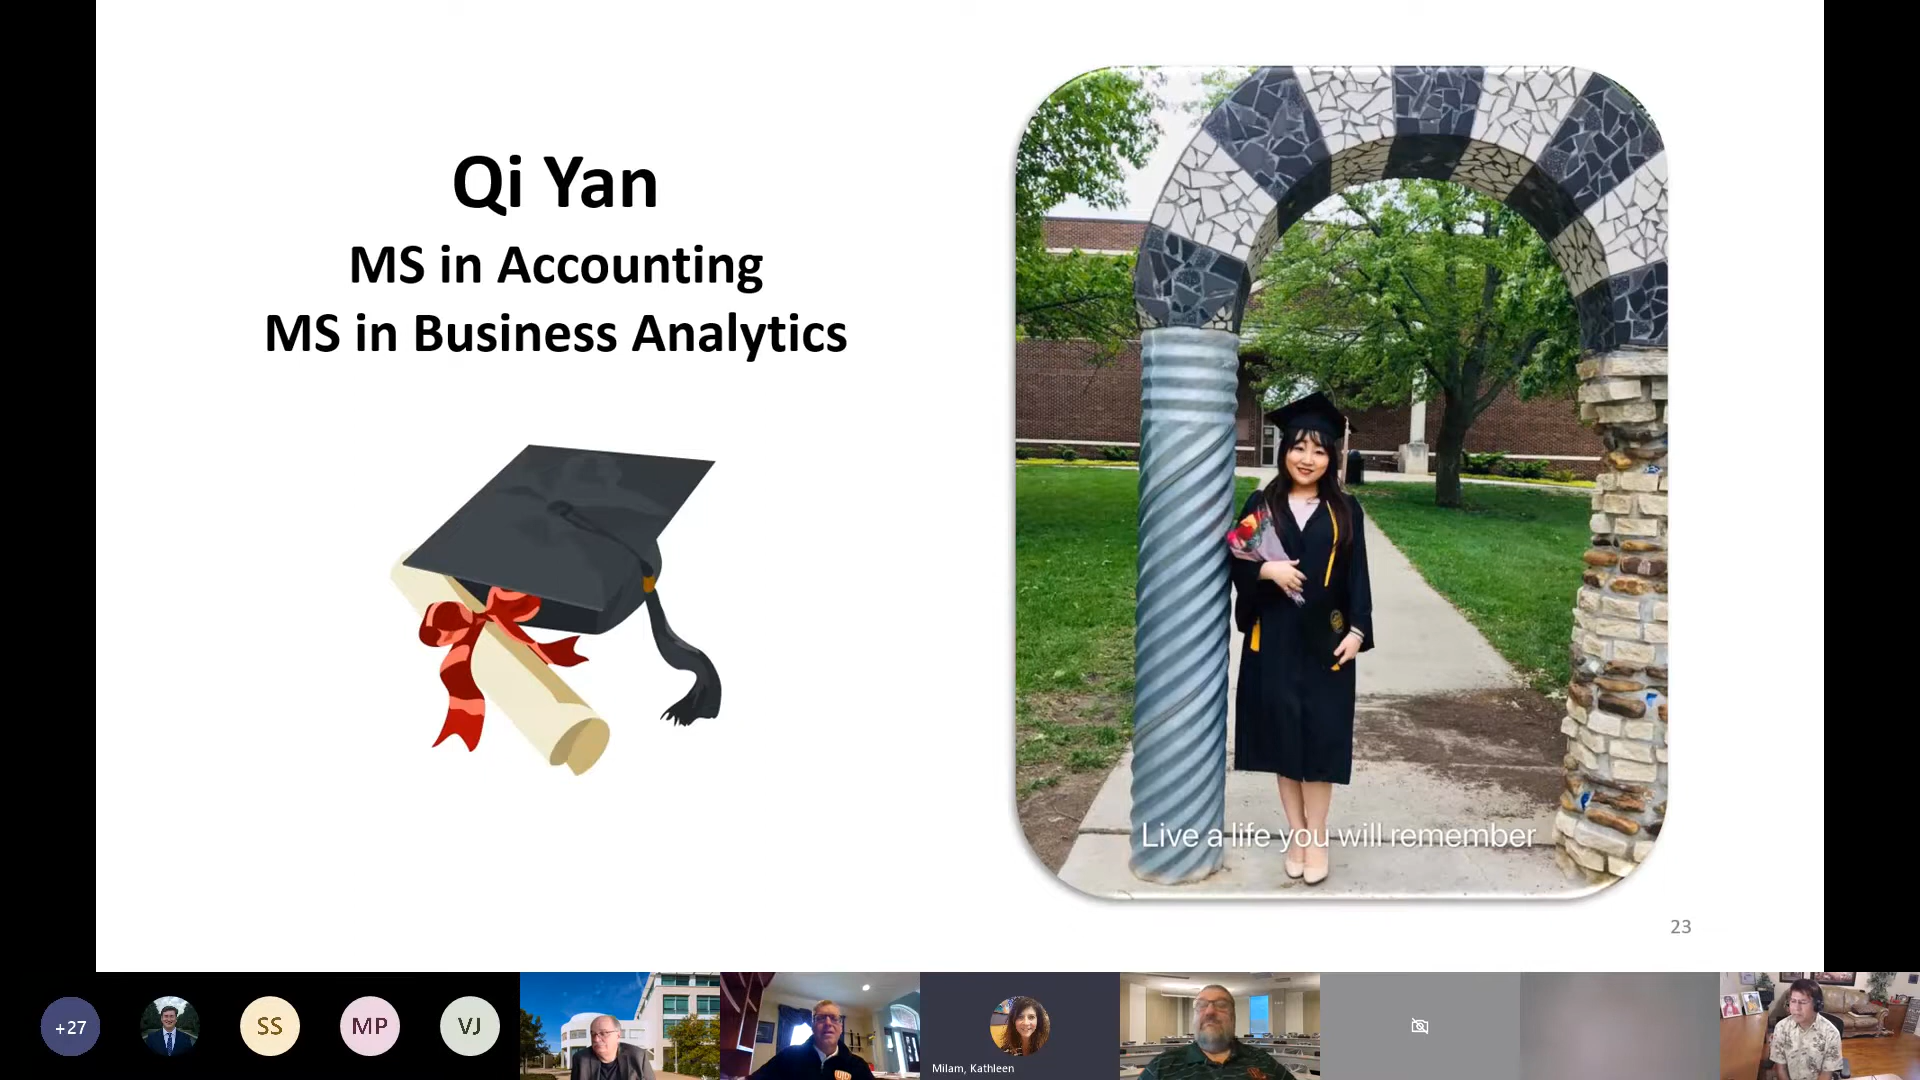 Qi Yan
MS in Accounting
MS in Business Analytics
Live a life you will remember
23
+27
SS
MP
VJ
Milam, Kathleen